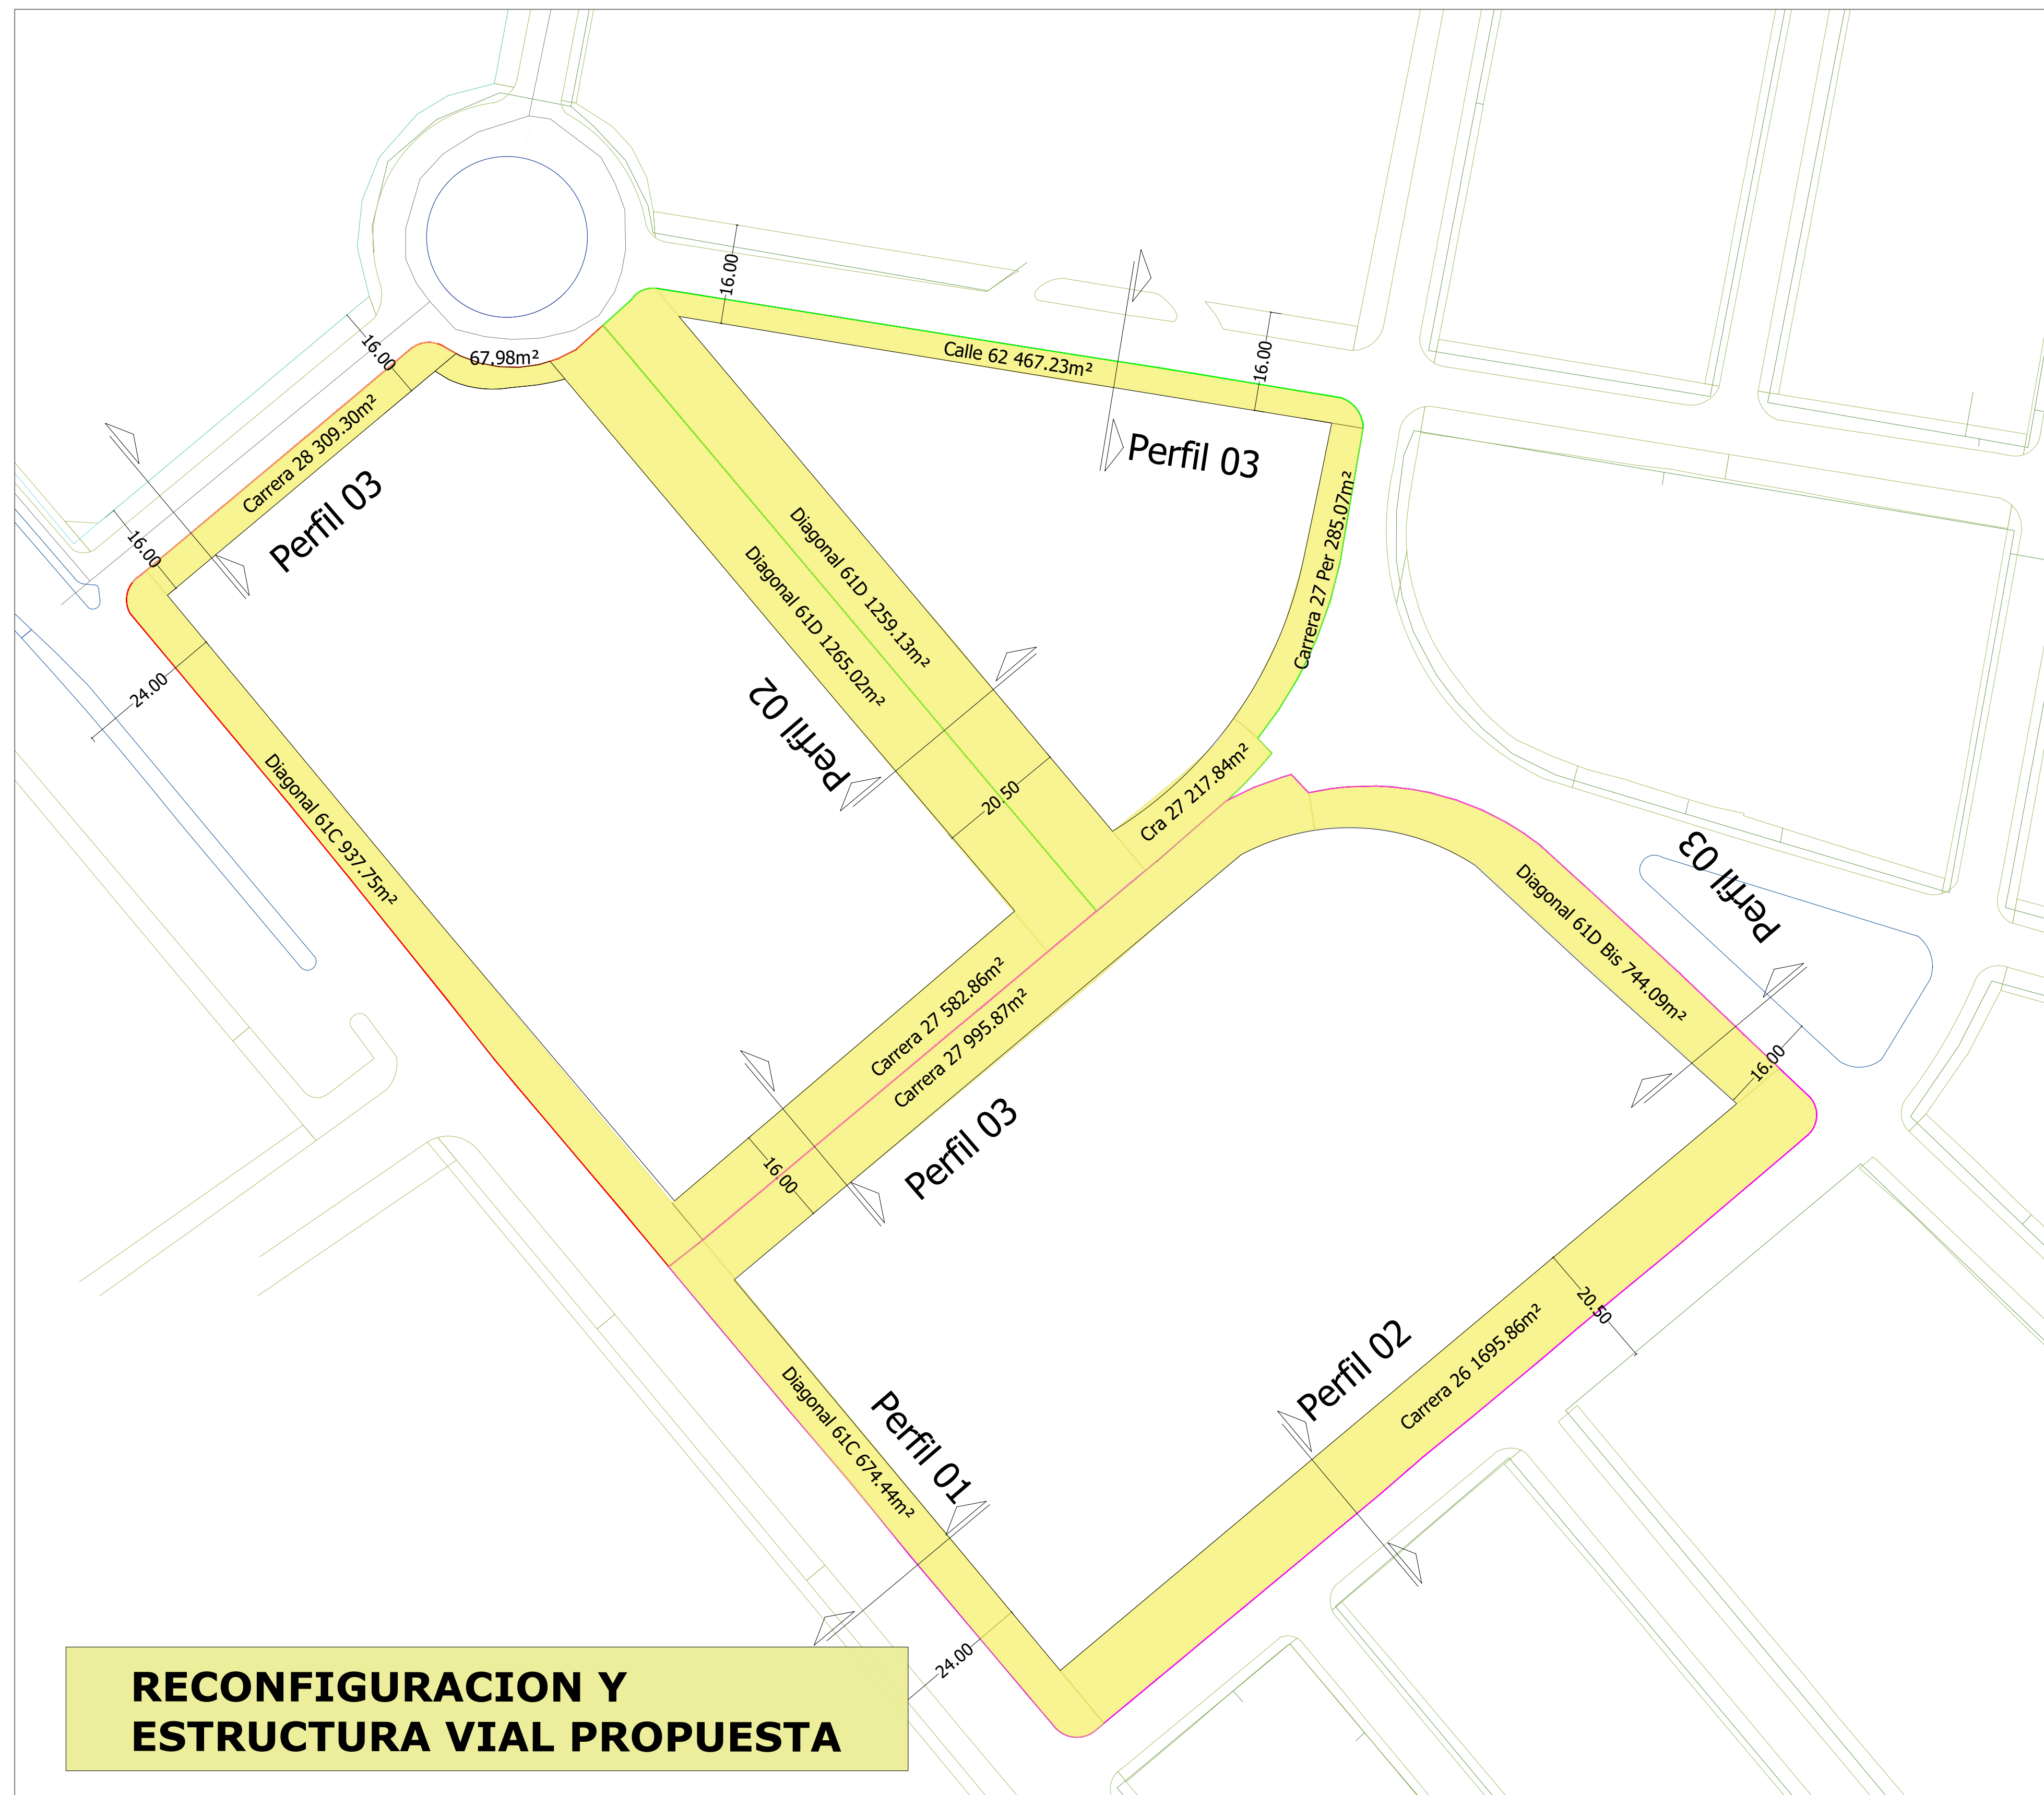 16.00
Calle 62 467.23m²
16.00
67.98m²
16.00
Carrera 28 309.30m²
Perfil 03
Perfil 03
16.00
24.00
Diagonal 61D 1259.13m²
Diagonal 61D 1265.02m²
Carrera 27 Per 285.07m²
Perfil 02
20.50
Cra 27 217.84m²
Diagonal 61C 937.75m²
Perfil 03
Diagonal 61D Bis 744.09m²
16.00
Carrera 27 582.86m²
Carrera 27 995.87m²
Perfil 03
16.00
Diagonal 61C 674.44m²
Perfil 01
Perfil 02
20.50
Carrera 26 1695.86m²
24.00
RECONFIGURACION Y
ESTRUCTURA VIAL PROPUESTA